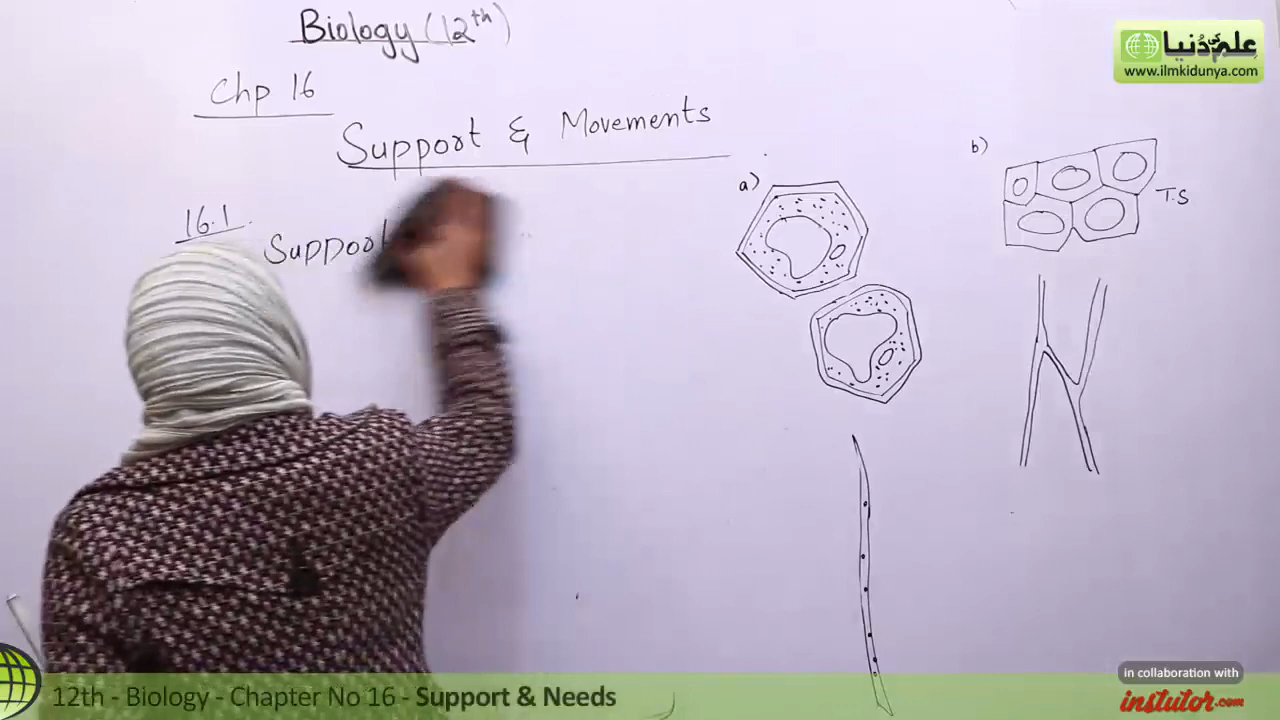 Biology (12th)
Chp 16
Support & Movements
16.1
Support
a)
b)
T.S
علم کی دنیا
www.ilmkidunya.com
12th - Biology - Chapter No 16 - Support & Needs
in collaboration with
instutor.com